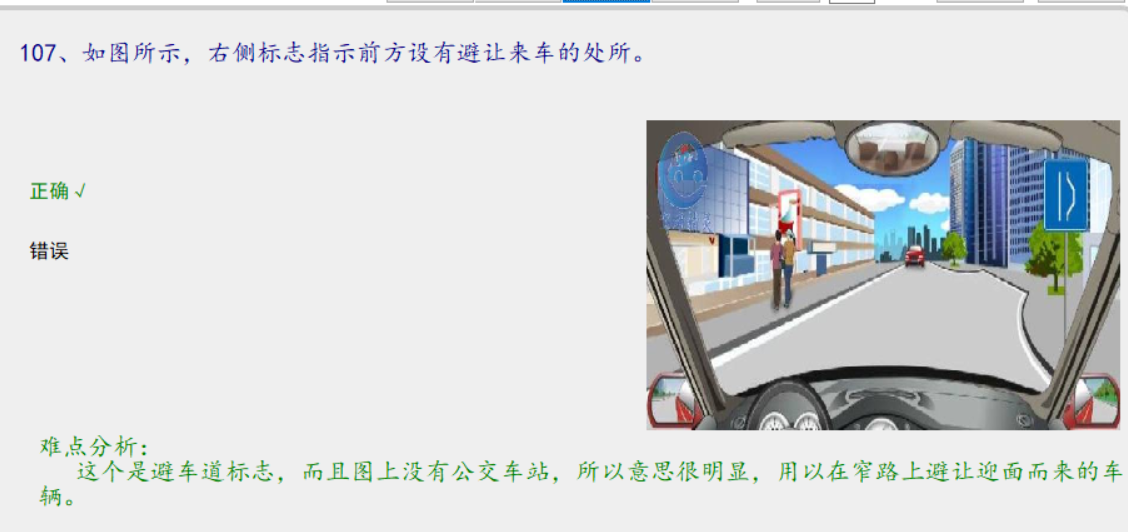 107、如图所示，右侧标志指示前方设有避让来车的处所。
正确√
错误
难点分析：
这个是避车道标志，而且图上没有公交车站，所以意思很明显，用以在窄路上避让迎面而来的车
辆。